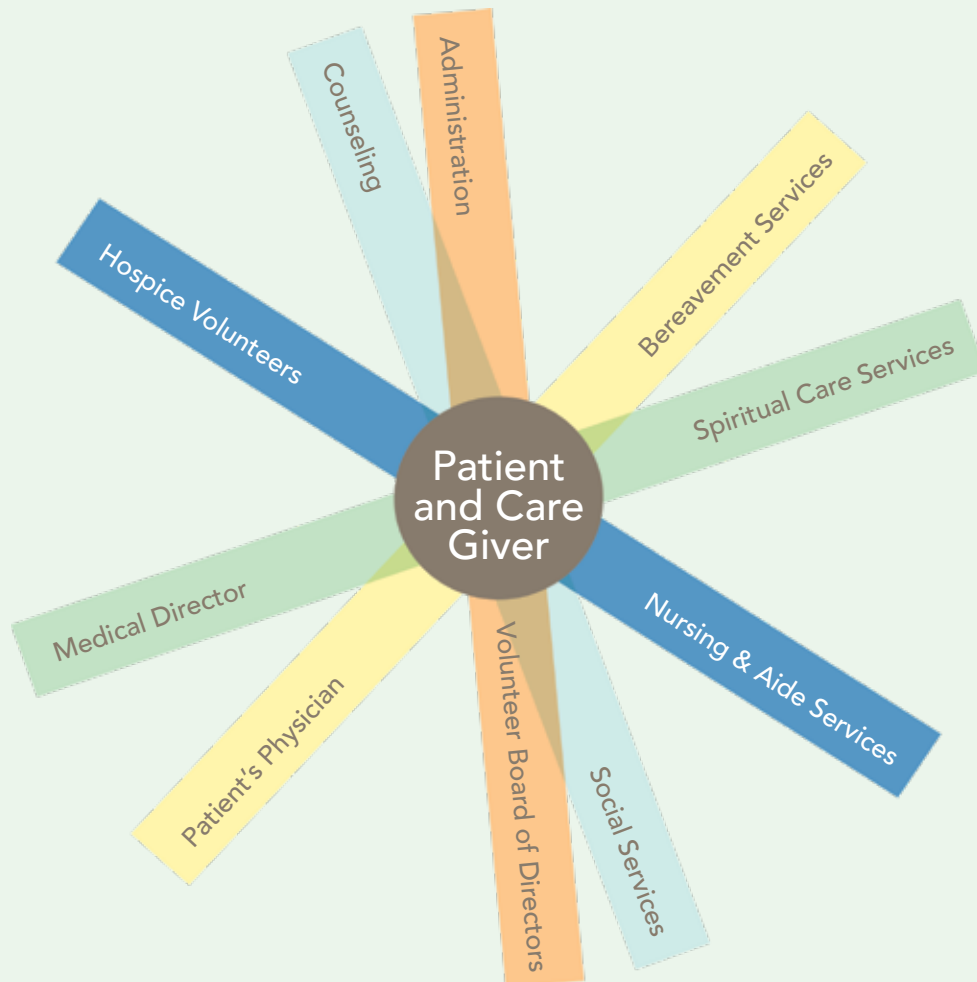 Counseling
Administration
Bereavement Services
Hospice Volunteers
Spiritual Care Services
Patient
and Care
Giver
Medical Director
Nursing & Aide Services
Patient's Physician
Volunteer Board of Directors
Social Services